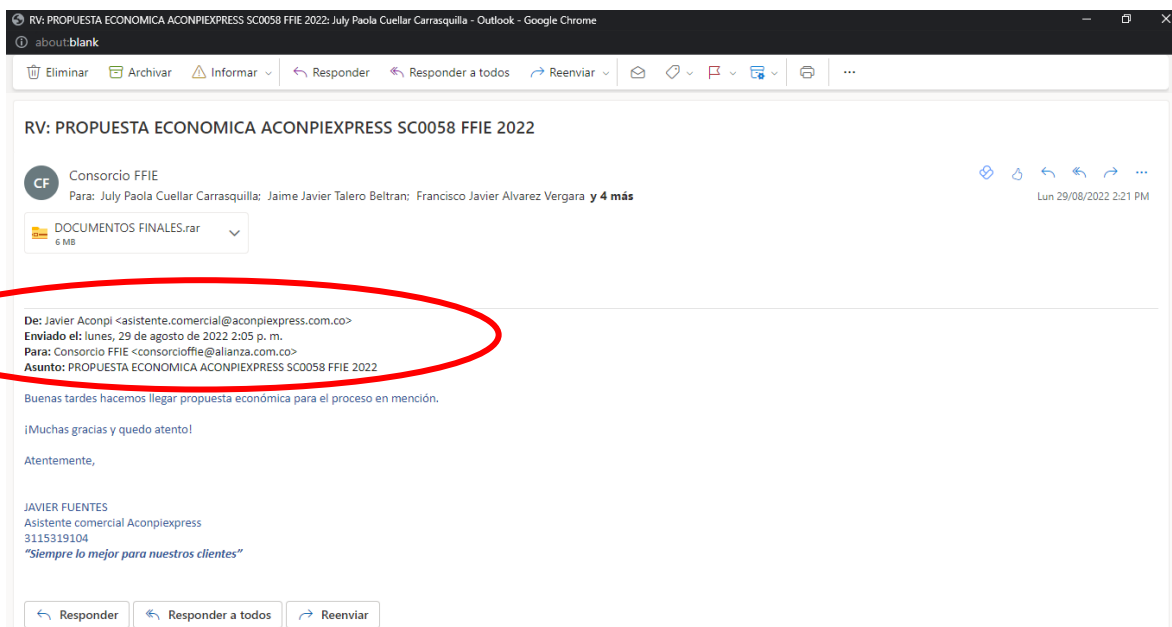 RV: PROPUESTA ECONOMICA ACONPIEXPRESS SC0058 FFIE 2022: July Paola Cuellar Carrasquilla - Outlook - Google Chrome
about:blank
Eliminar Archivar Informar Responder Responder a todos Reenviar ...
RV: PROPUESTA ECONOMICA ACONPIEXPRESS SC0058 FFIE 2022
CF Consorcio FFIE
Para: July Paola Cuellar Carrasquilla; Jaime Javier Talero Beltran; Francisco Javier Alvarez Vergara y 4 más
Lun 29/08/2022 2:21 PM
DOCUMENTOS FINALES.rar
6 MB
De: Javier Aconpi <asistente.comercial@aconpiexpress.com.co>
Enviado el: lunes, 29 de agosto de 2022 2:05 p. m.
Para: Consorcio FFIE <consorcioffie@alianza.com.co>
Asunto: PROPUESTA ECONOMICA ACONPIEXPRESS SC0058 FFIE 2022
Buenas tardes hacemos llegar propuesta económica para el proceso en mención.
¡Muchas gracias y quedo atento!
Atentemente,
JAVIER FUENTES
Asistente comercial Aconpiexpress
3115319104
“Siempre lo mejor para nuestros clientes”
Responder Responder a todos Reenviar